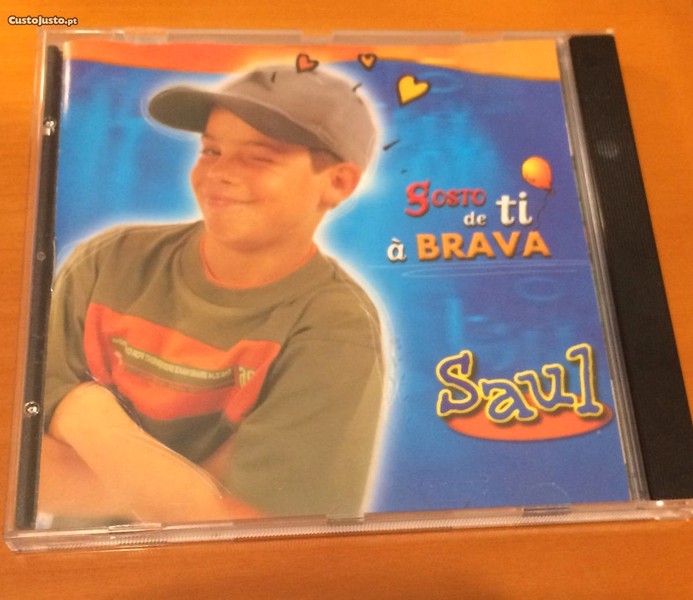 CustoJusto.pt
Gosto
de ti
à BRAVA
Saul